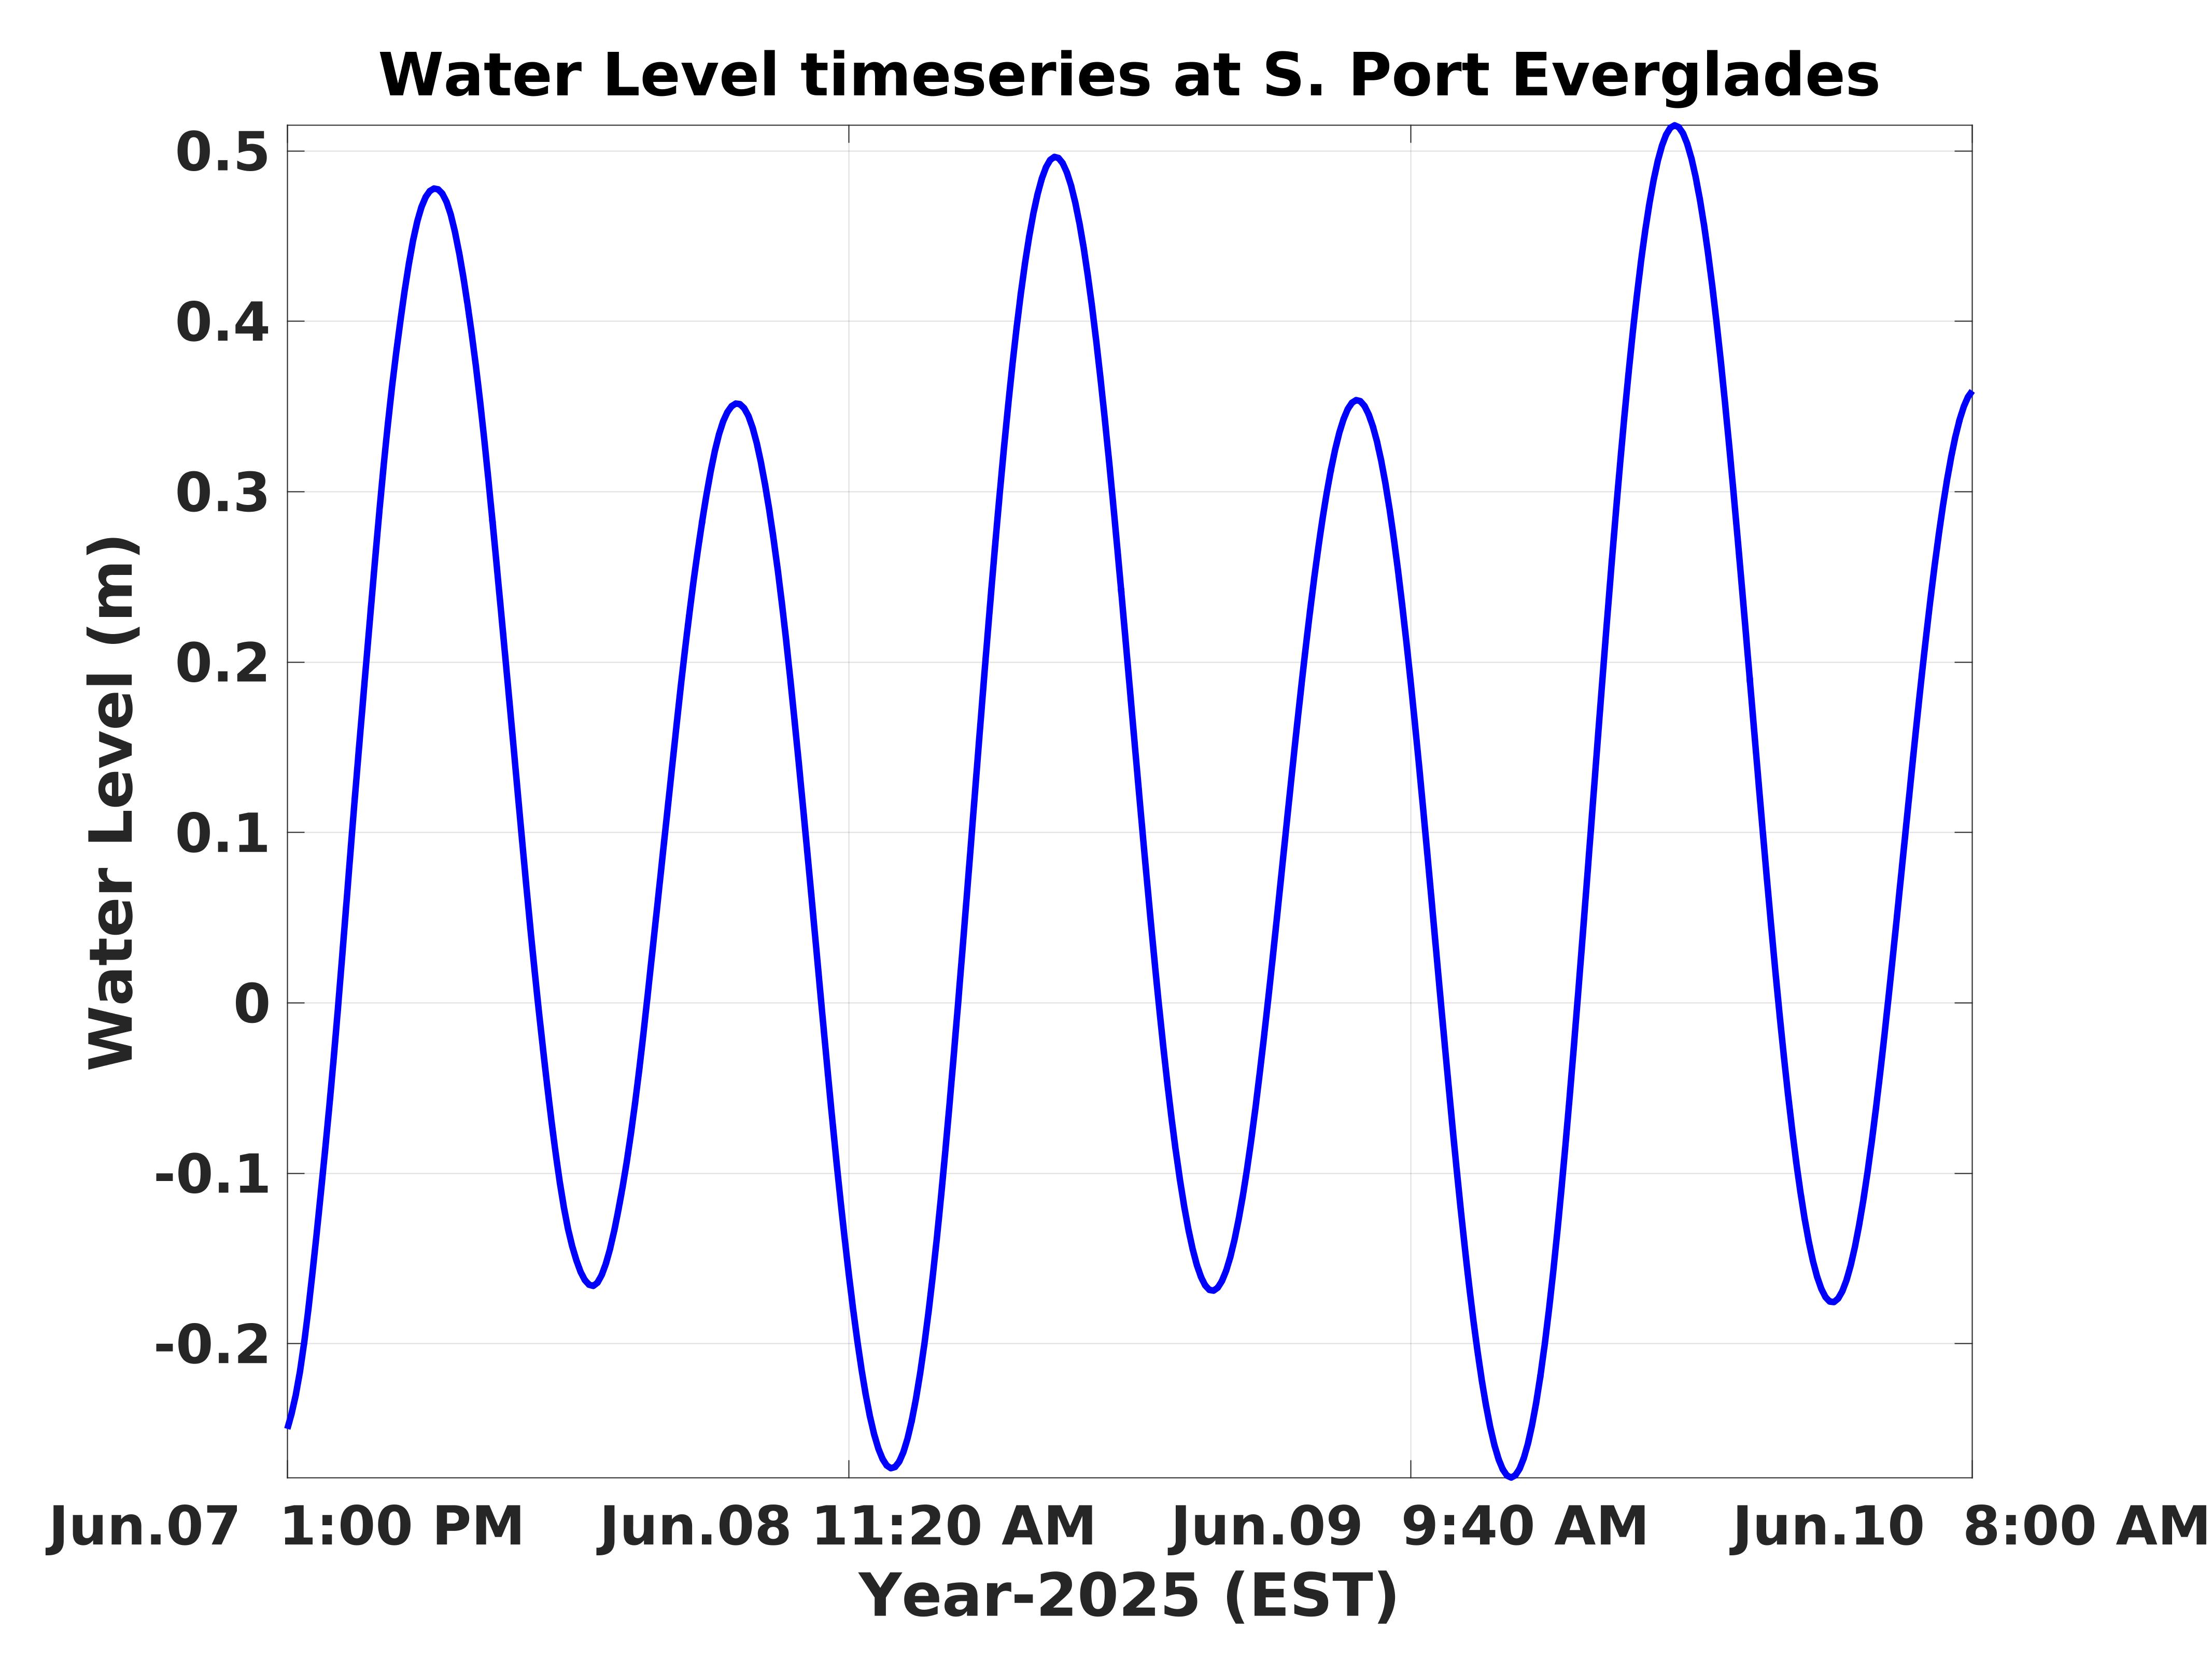 Water Level timeseries at S. Port Everglades
0.5
0.4
0.3
0.2
0.1
0
-0.1
-0.2
Water Level (m)
Jun.07 1:00 PM Jun.08 11:20 AM Jun.09 9:40 AM Jun.10 8:00 AM
Year-2025 (EST)